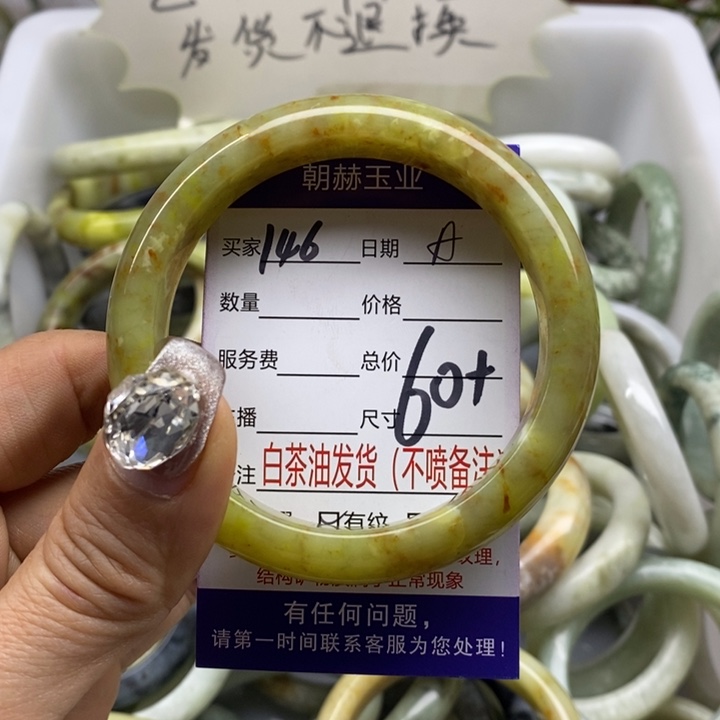 发货不退换
朝赫玉业
买家 146 日期 A
数量 价格
服务费 总价
播 尺寸 60+
注 白茶油发货（不喷备注
有纹
结构 正常现象
有任何问题，
请第一时间联系客服为您处理！